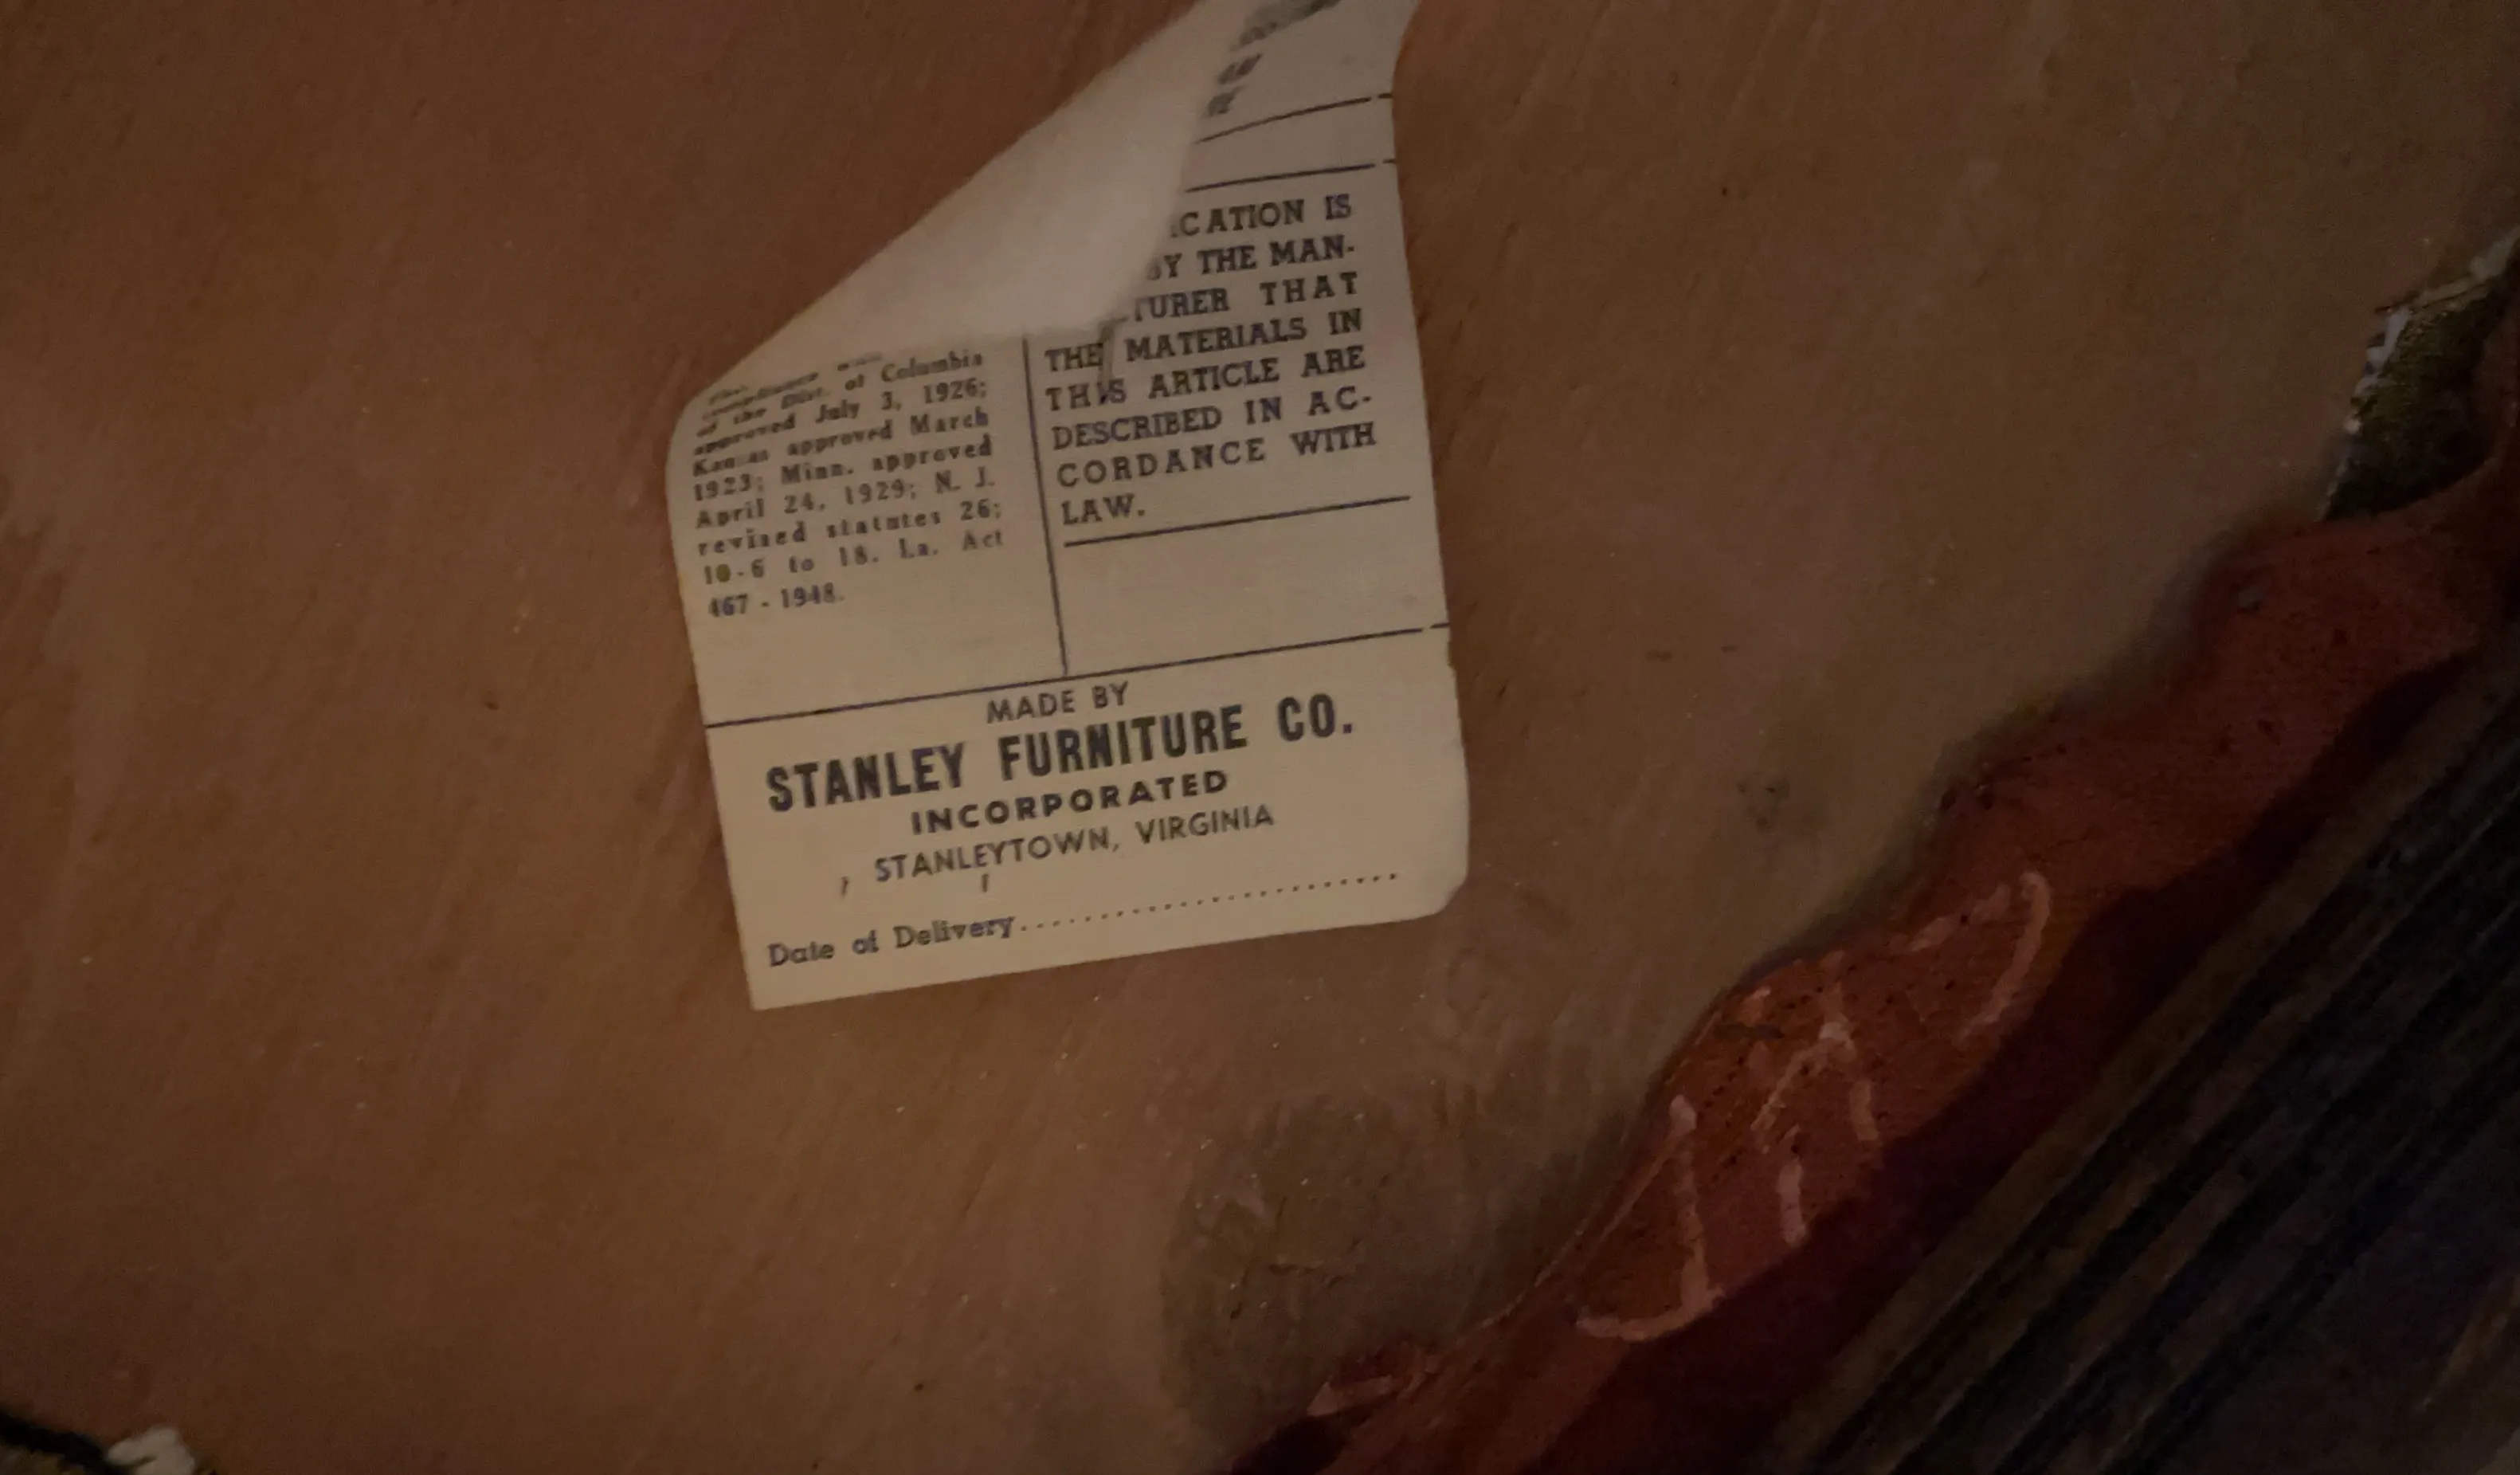 CATION IS
BY THE MAN-
TURER THAT
THE MATERIALS IN
THIS ARTICLE ARE
DESCRIBED IN AC-
CORDANCE WITH
LAW.
of the Dist. of Columbia
approved July 3, 1926;
Kansas approved March
1923; Minn. approved
April 24, 1929; N. J.
revised statutes 26;
10-6 to 18. La. Act
467 - 1948.
MADE BY
STANLEY FURNITURE CO.
INCORPORATED
STANLEYTOWN, VIRGINIA
Date of Delivery..............................